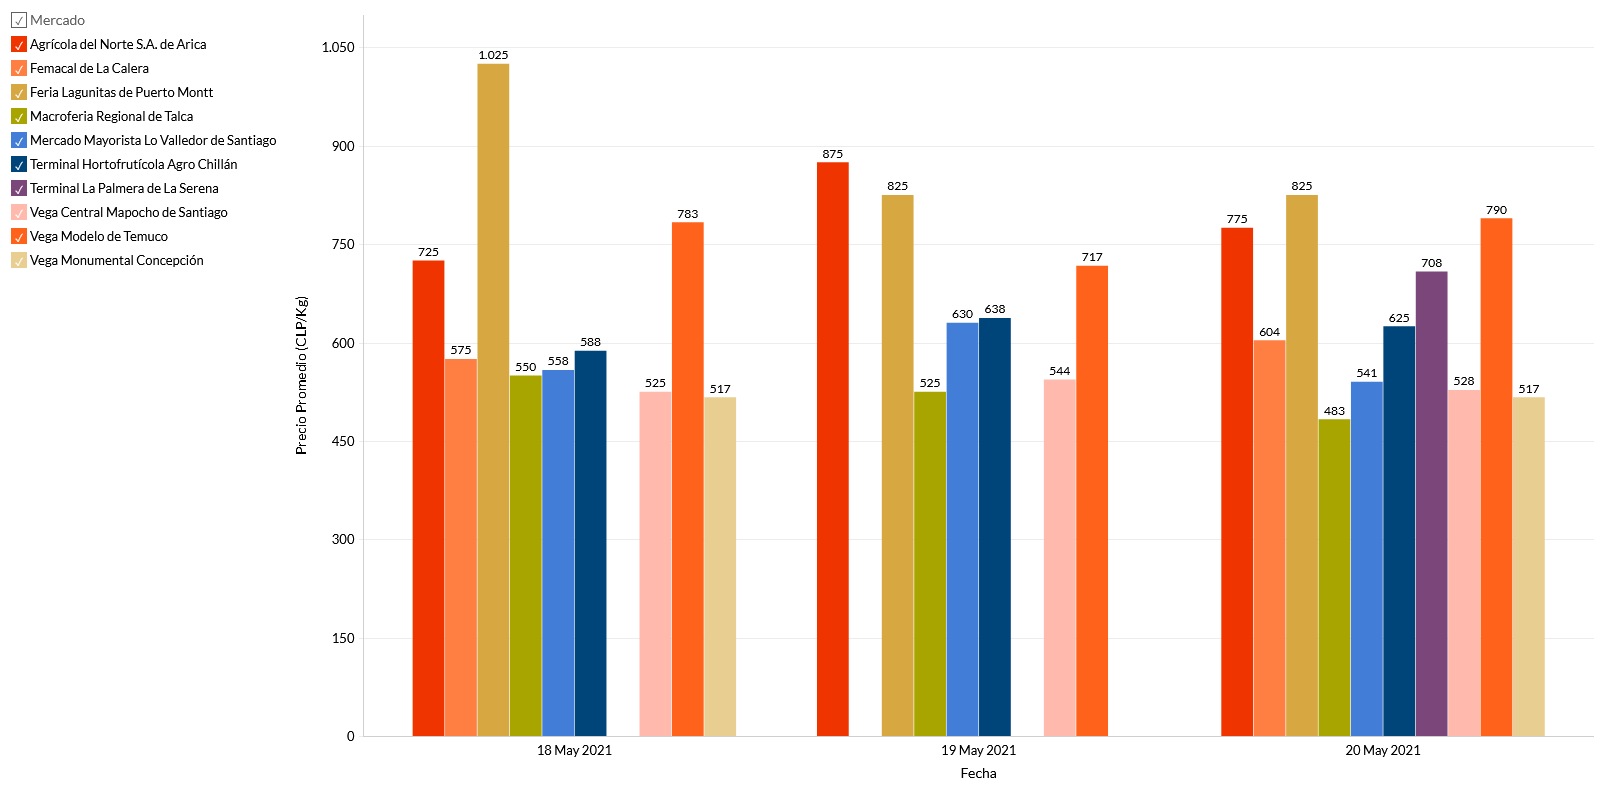 Mercado
Agrícola del Norte S.A. de Arica
Femacal de La Calera
Feria Lagunitas de Puerto Montt
Macroferia Regional de Talca
Mercado Mayorista Lo Valledor de Santiago
Terminal Hortofrutícola Agro Chillán
Terminal La Palmera de La Serena
Vega Central Mapocho de Santiago
Vega Modelo de Temuco
Vega Monumental Concepción
Precio Promedio (CLP/Kg)
1.050
900
750
600
450
300
150
0
725
575
1.025
550
558
588
525
783
517
875
825
525
630
638
544
717
775
604
825
483
541
625
708
528
790
517
18 May 2021
19 May 2021
20 May 2021
Fecha